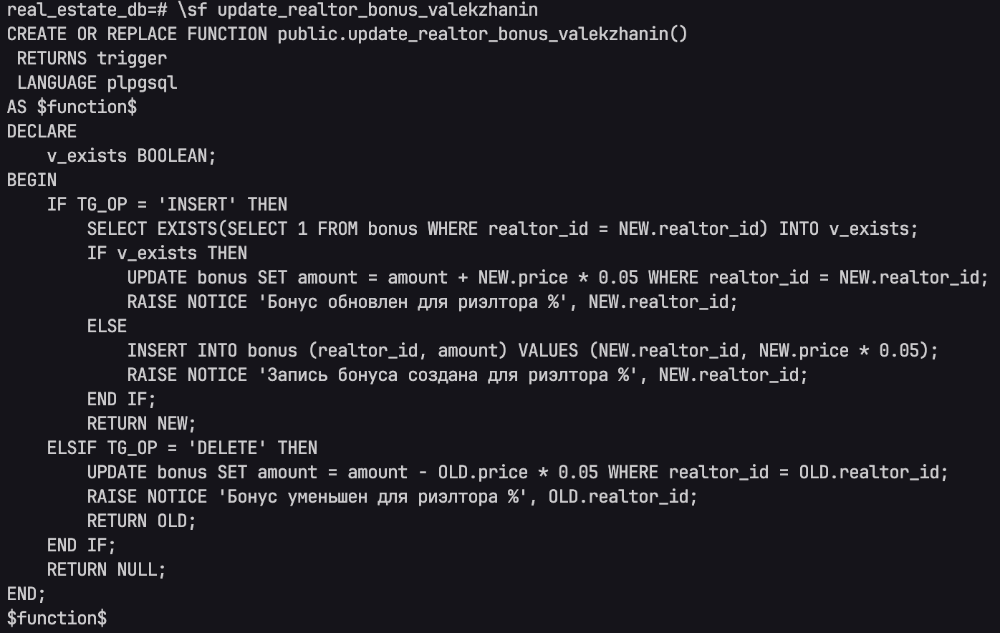 real_estate_db=# \sf update_realtor_bonus_valekzhanin
CREATE OR REPLACE FUNCTION public.update_realtor_bonus_valekzhanin()
 RETURNS trigger
 LANGUAGE plpgsql
AS $function$
DECLARE
    v_exists BOOLEAN;
BEGIN
    IF TG_OP = 'INSERT' THEN
        SELECT EXISTS(SELECT 1 FROM bonus WHERE realtor_id = NEW.realtor_id) INTO v_exists;
        IF v_exists THEN
            UPDATE bonus SET amount = amount + NEW.price * 0.05 WHERE realtor_id = NEW.realtor_id;
            RAISE NOTICE 'Бонус обновлен для риэлтора %', NEW.realtor_id;
        ELSE
            INSERT INTO bonus (realtor_id, amount) VALUES (NEW.realtor_id, NEW.price * 0.05);
            RAISE NOTICE 'Запись бонуса создана для риэлтора %', NEW.realtor_id;
        END IF;
        RETURN NEW;
    ELSIF TG_OP = 'DELETE' THEN
        UPDATE bonus SET amount = amount - OLD.price * 0.05 WHERE realtor_id = OLD.realtor_id;
        RAISE NOTICE 'Бонус уменьшен для риэлтора %', OLD.realtor_id;
        RETURN OLD;
    END IF;
    RETURN NULL;
END;
$function$